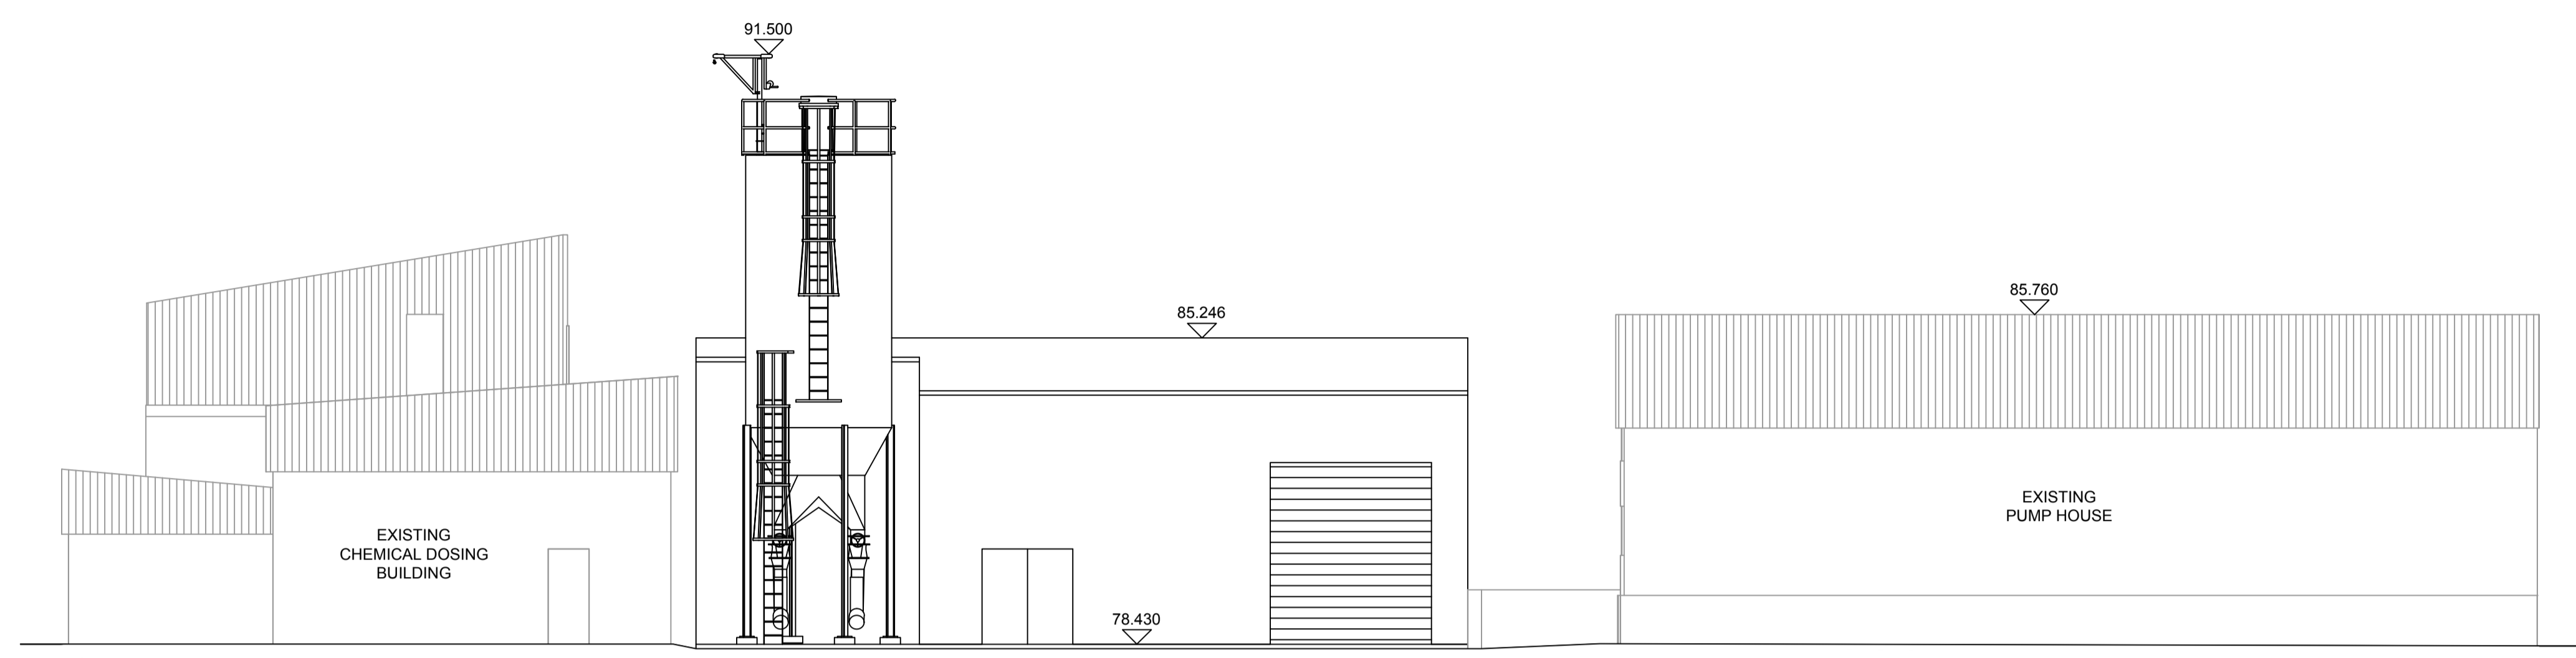 91.500
85.246
85.760
EXISTING
CHEMICAL DOSING
BUILDING
EXISTING
PUMP HOUSE
78.430